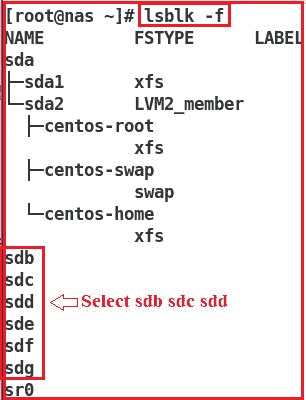 [root@nas ~]# lsblk -f
NAME FSTYPE LABEL
sda
├─sda1 xfs
└─sda2 LVM2_member
├─centos-root
xfs
├─centos-swap
swap
└─centos-home
xfs
sdb
sdc
sdd Select sdb sdc sdd
sde
sdf
sdg
sr0